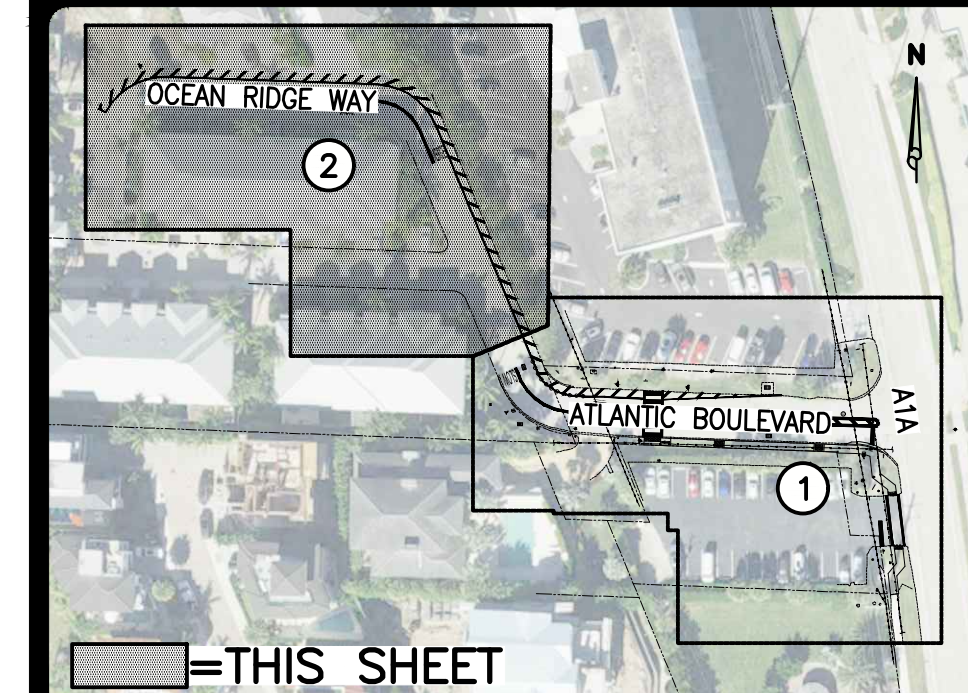 N
OCEAN RIDGE WAY
2
A1A
ATLANTIC BOULEVARD
1
=THIS SHEET